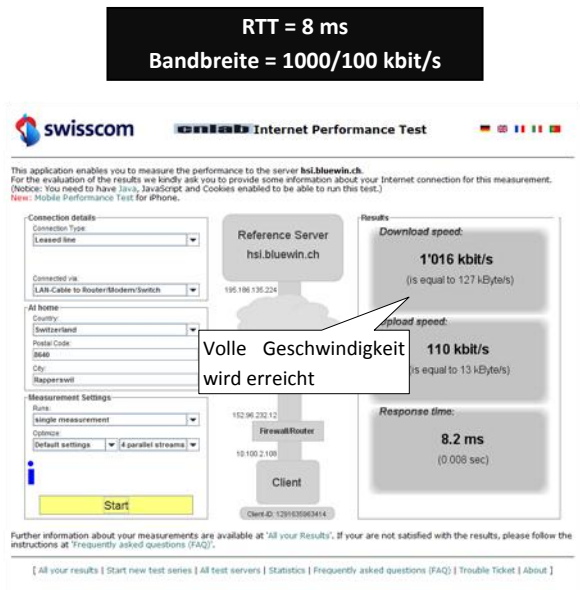 RTT = 8 ms
Bandbreite = 1000/100 kbit/s
swisscom
cnlab Internet Performance Test
This application enables you to measure the performance to the server hsi.bluewin.ch.
For the evaluation of the results we kindly ask you to provide some information about your Internet connection for this measurement.
(Notice: You need to have Java, JavaScript and Cookies enabled to be able to run this test.)
New: Mobile Performance Test for iPhone.
Connection details
Connection Type:
Leased line
Connected via:
LAN-Cable to Router/Modem/Switch
At home
Country:
Switzerland
Postal Code:
8640
City:
Rapperswil
Measurement Settings
Runs:
single measurement
Optimize:
Default settings
4 parallel streams
Start
Reference Server
hsi.bluewin.ch
195.186.135.224
Volle Geschwindigkeit
wird erreicht
152.96.232.12
Firewall/Router
10.100.2.108
Client
Client-ID: 1291635963414
Results
Download speed:
1'016 kbit/s
(is equal to 127 kByte/s)
Upload speed:
110 kbit/s
(is equal to 13 kByte/s)
Response time:
8.2 ms
(0.008 sec)
Further information about your measurements are available at 'All your Results'. If your are not satisfied with the results, please follow the
instructions at 'Frequently asked questions (FAQ)'.
[ All your results | Start new test series | All test servers | Statistics | Frequently asked questions (FAQ) | Trouble Ticket | About ]